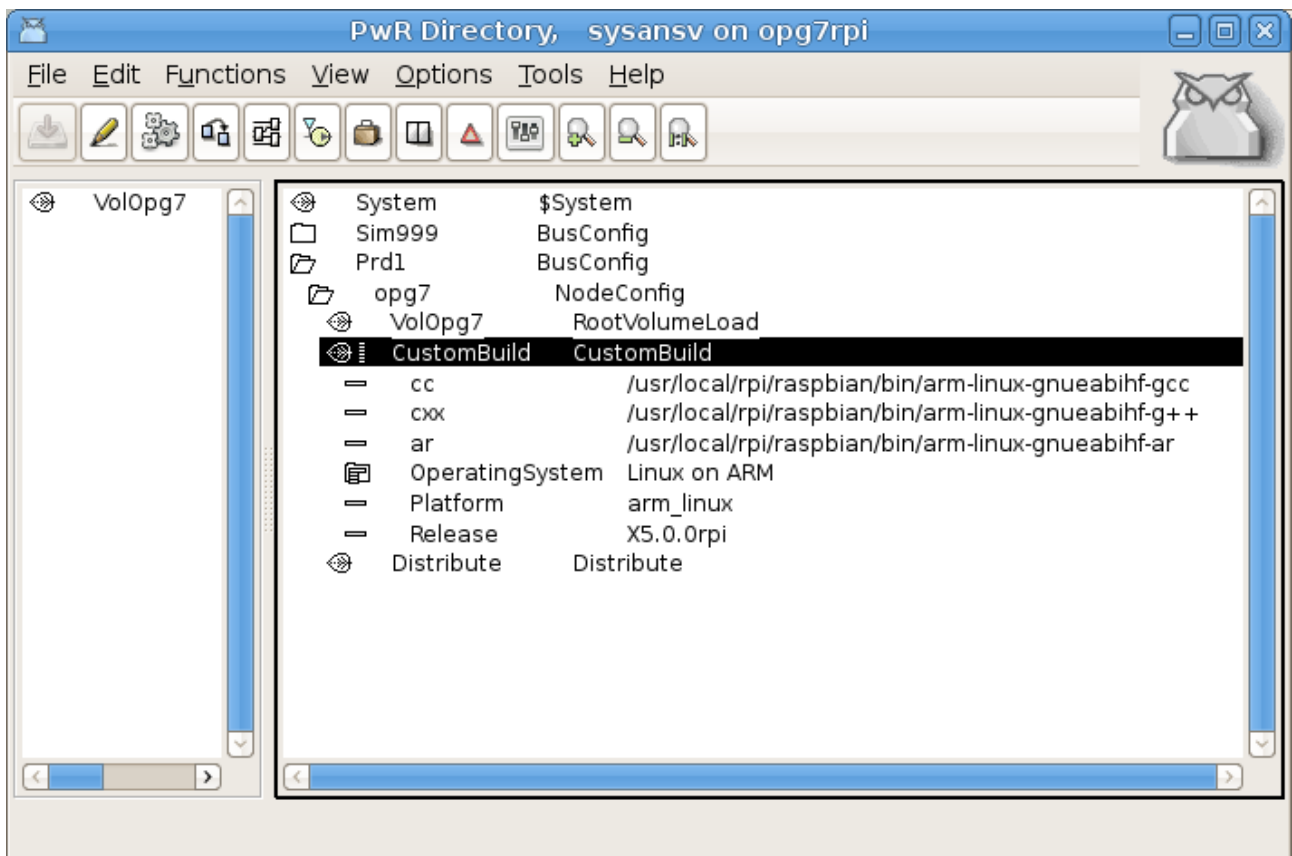 PwR Directory,   sysansv on opg7rpi
File Edit Functions View Options Tools Help
VolOpg7
System $System
Sim999 BusConfig
Prd1 BusConfig
opg7 NodeConfig
VolOpg7 RootVolumeLoad
CustomBuild CustomBuild
cc /usr/local/rpi/raspbian/bin/arm-linux-gnueabihf-gcc
cxx /usr/local/rpi/raspbian/bin/arm-linux-gnueabihf-g++
ar /usr/local/rpi/raspbian/bin/arm-linux-gnueabihf-ar
OperatingSystem Linux on ARM
Platform arm_linux
Release X5.0.0rpi
Distribute Distribute